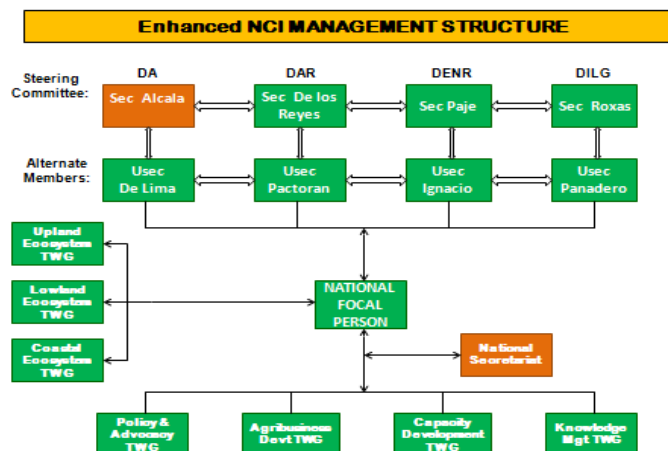 Enhanced NCI MANAGEMENT STRUCTURE
DA DAR DENR DILG
Steering
Committee:
Sec Alcala
Sec De los
Reyes
Sec Paje
Sec Roxas
Alternate
Members:
Usec
De Lima
Usec
Pactoran
Usec
Ignacio
Usec
Panadero
Upland
Ecosystem
TWG
Lowland
Ecosystem
TWG
Coastal
Ecosystem
TWG
NATIONAL
FOCAL
PERSON
National
Secretariat
Policy &
Advocacy TWG
Agribusiness
Devt TWG
Capacity
Development
TWG
Knowledge
Mgt TWG